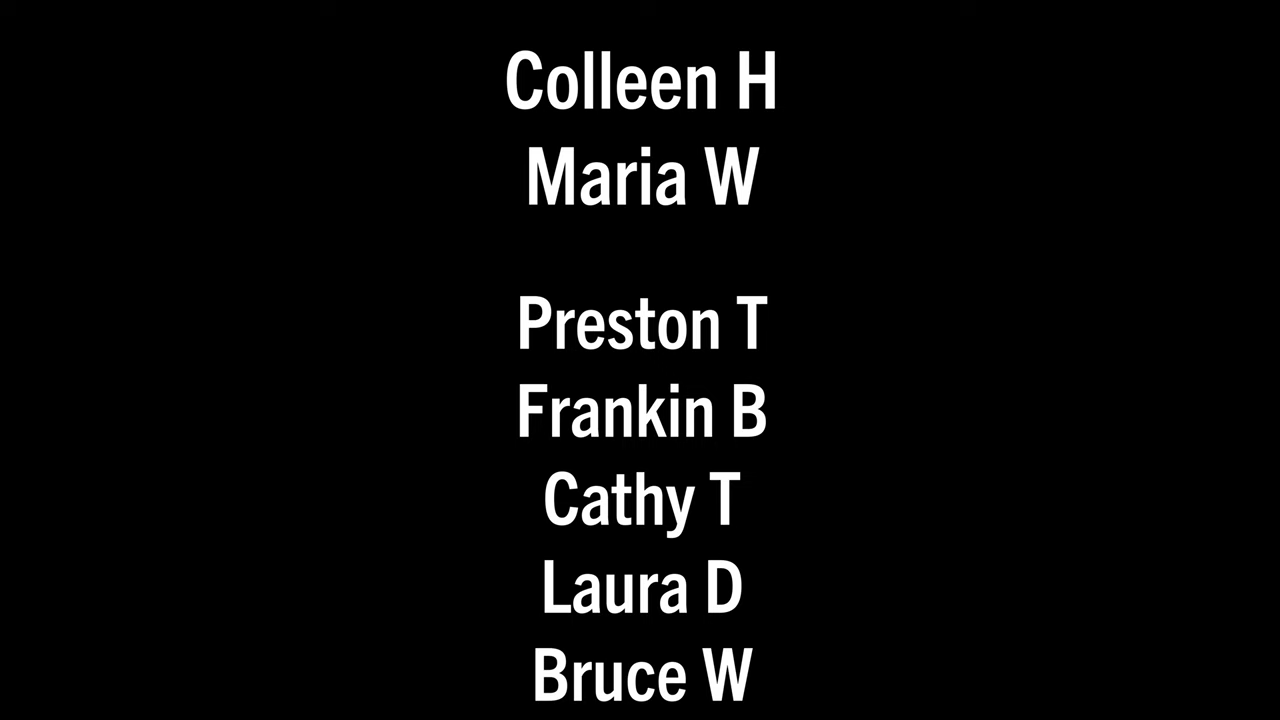 Colleen H
Maria W
Preston T
Frankin B
Cathy T
Laura D
Bruce W